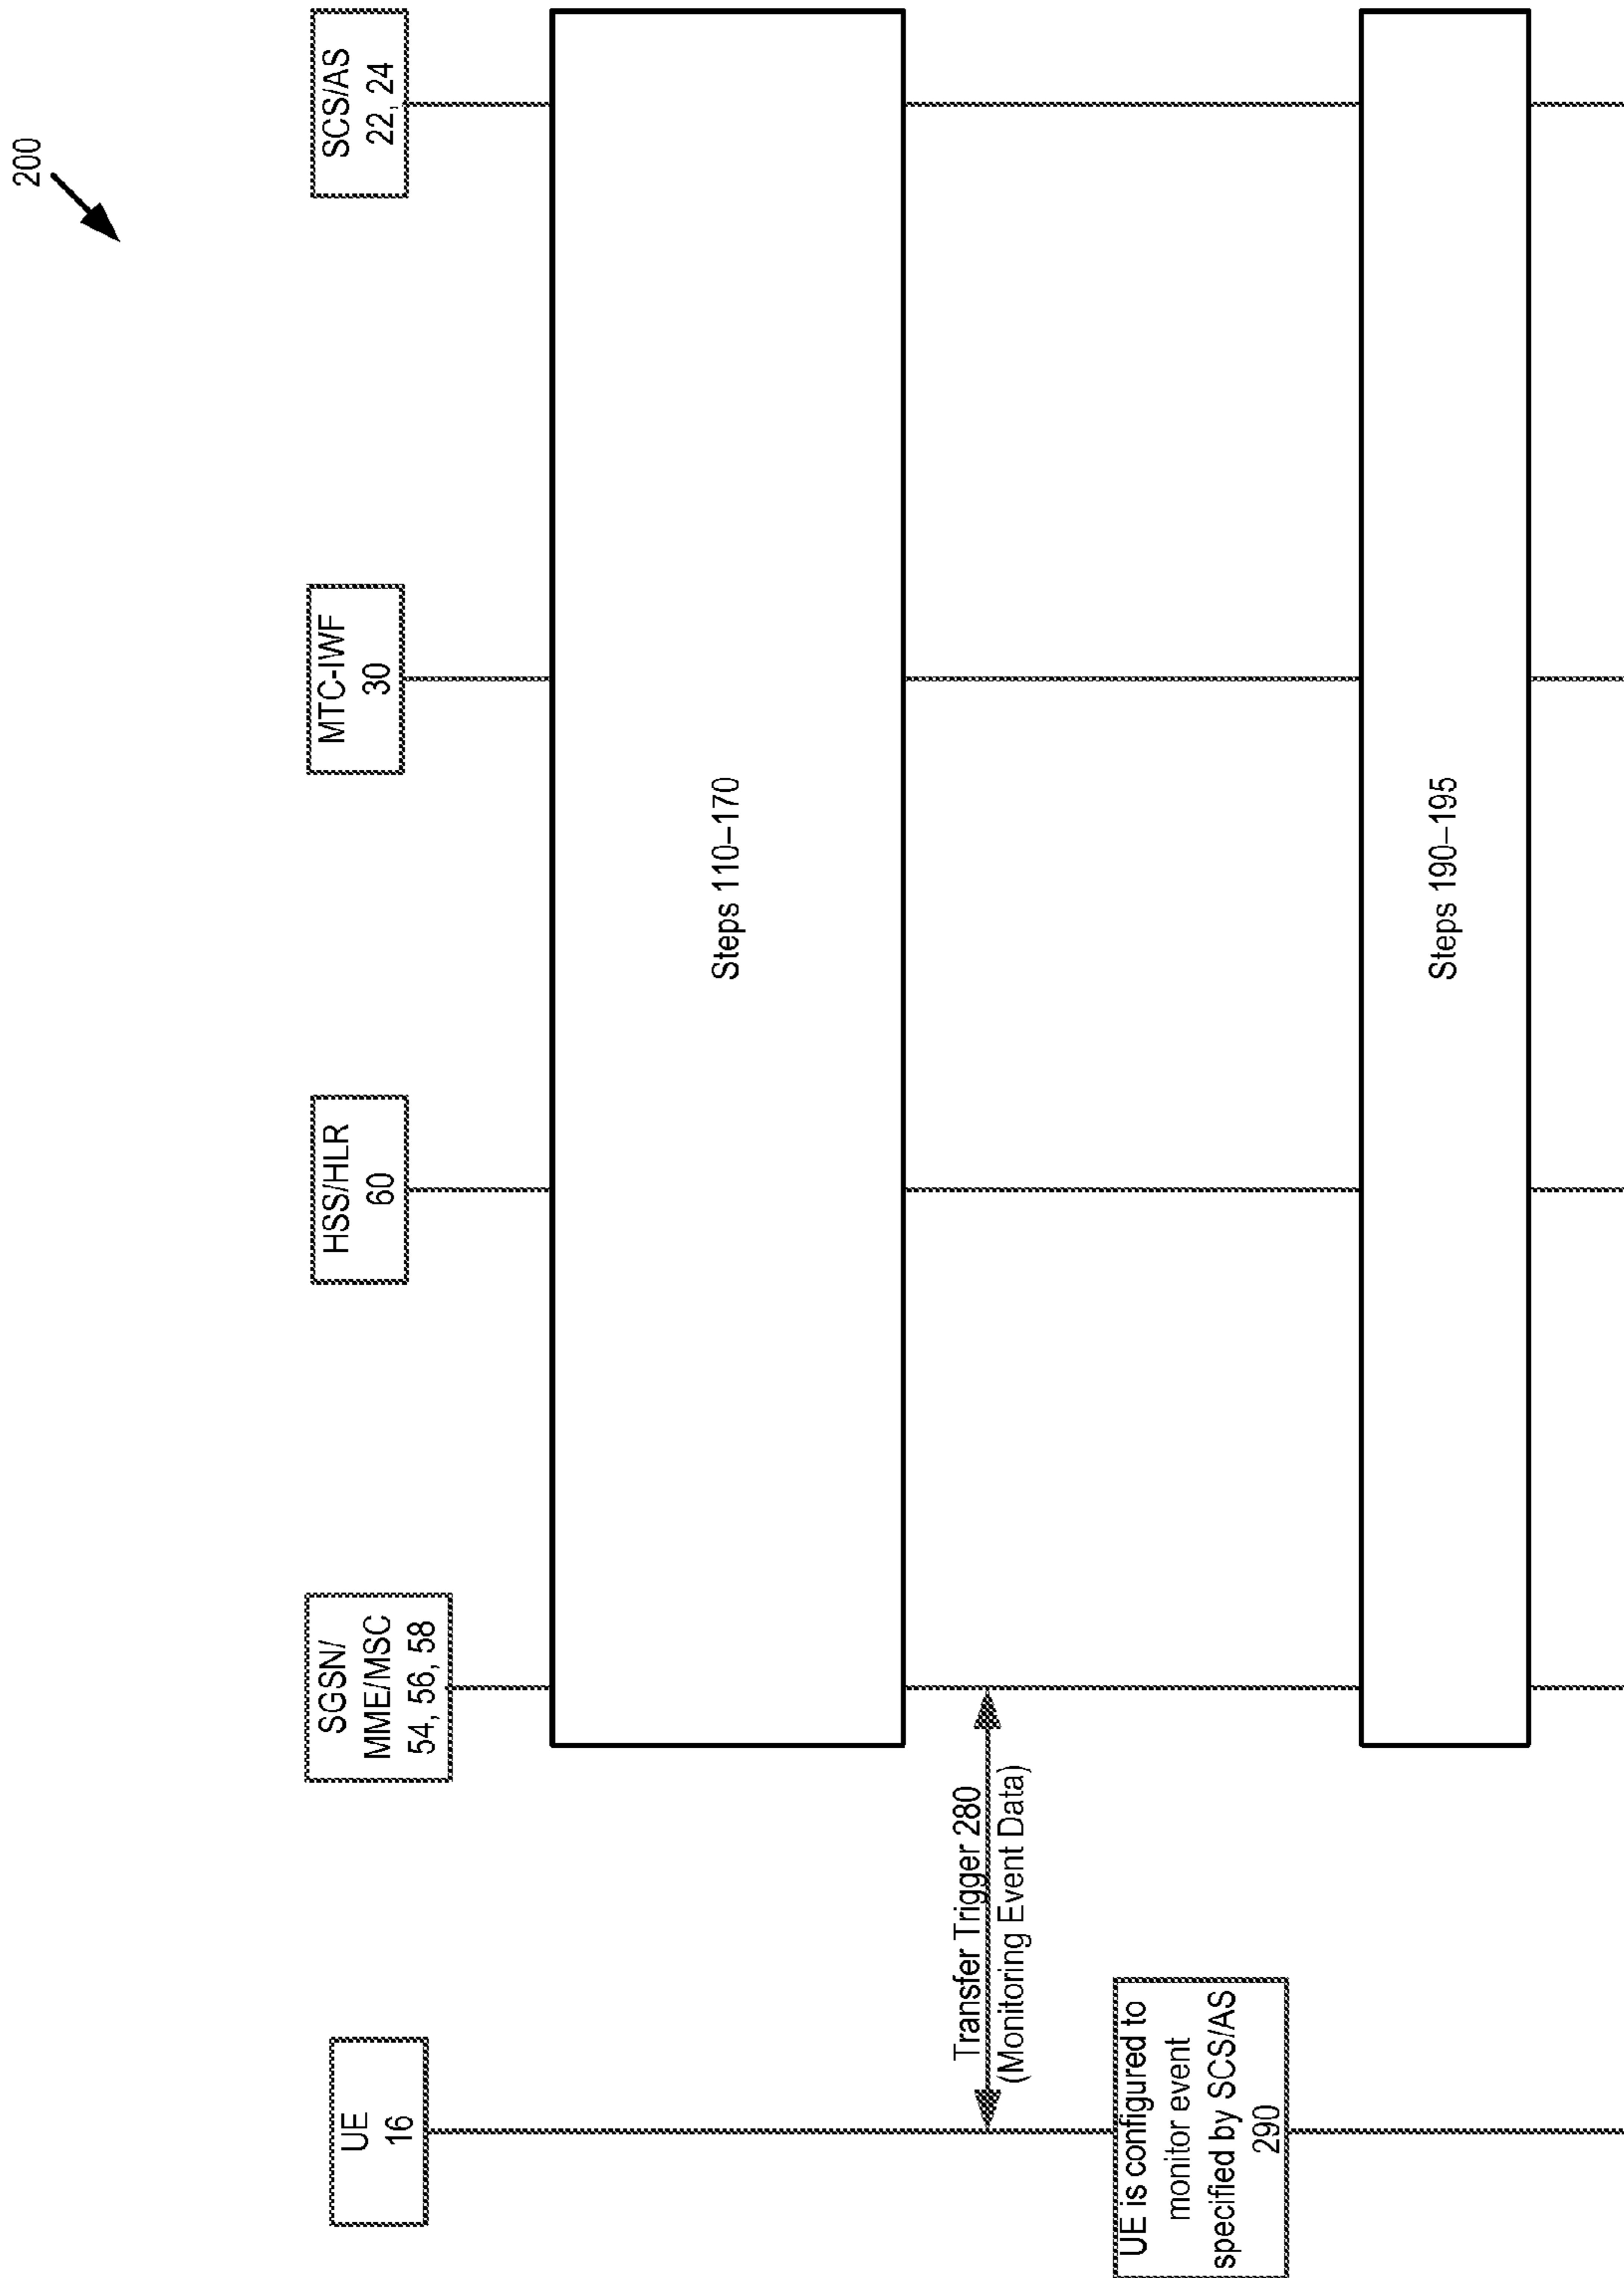 200
UE
16
SGSN/
MME/MSC
54, 56, 58
HSS/HLR
60
MTC-IWF
30
SCS/AS
22, 24
Steps 110–170
Transfer Trigger 280
(Monitoring Event Data)
UE is configured to
monitor event
specified by SCS/AS
290
Steps 190–195